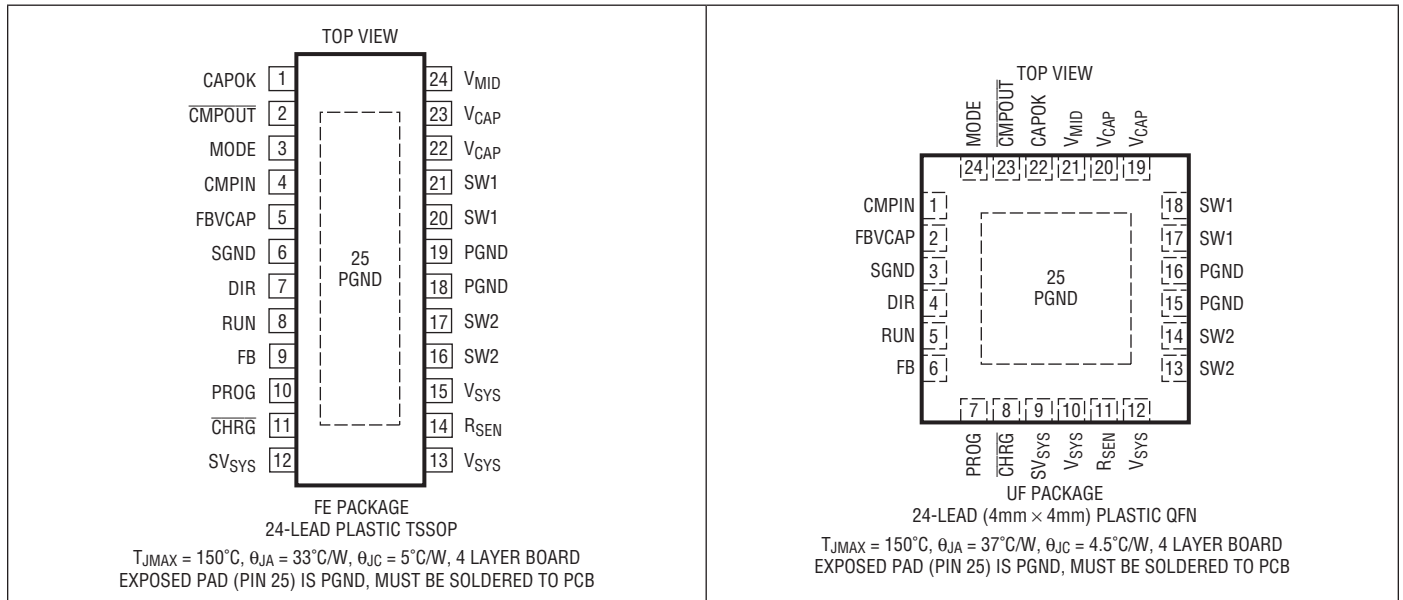 TOP VIEW
CAPOK 1 24 VMID
CMPOUT 2 23 VCAP
MODE 3 22 VCAP
CMPIN 4 21 SW1
FBVCAP 5 20 SW1
SGND 6 19 PGND
DIR 7 18 PGND
RUN 8 17 SW2
FB 9 16 SW2
PROG 10 15 VSYS
CHRG 11 14 RSEN
SVSYS 12 13 VSYS
25
PGND
FE PACKAGE
24-LEAD PLASTIC TSSOP
TJMAX = 150°C, θJA = 33°C/W, θJC = 5°C/W, 4 LAYER BOARD
EXPOSED PAD (PIN 25) IS PGND, MUST BE SOLDERED TO PCB
TOP VIEW
MODE CMPOUT CAPOK VMID VCAP VCAP
24 23 22 21 20 19
CMPIN 1 18 SW1
FBVCAP 2 17 SW1
SGND 3 16 PGND
DIR 4 15 PGND
RUN 5 14 SW2
FB 6 13 SW2
25
PGND
7 8 9 10 11 12
PROG CHRG SVSYS VSYS RSEN VSYS
UF PACKAGE
24-LEAD (4mm × 4mm) PLASTIC QFN
TJMAX = 150°C, θJA = 37°C/W, θJC = 4.5°C/W, 4 LAYER BOARD
EXPOSED PAD (PIN 25) IS PGND, MUST BE SOLDERED TO PCB